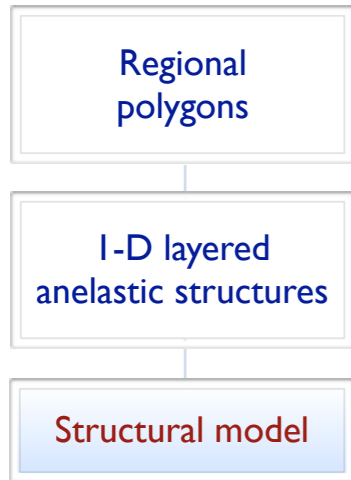 Regional
polygons
1-D layered
anelastic structures
Structural model